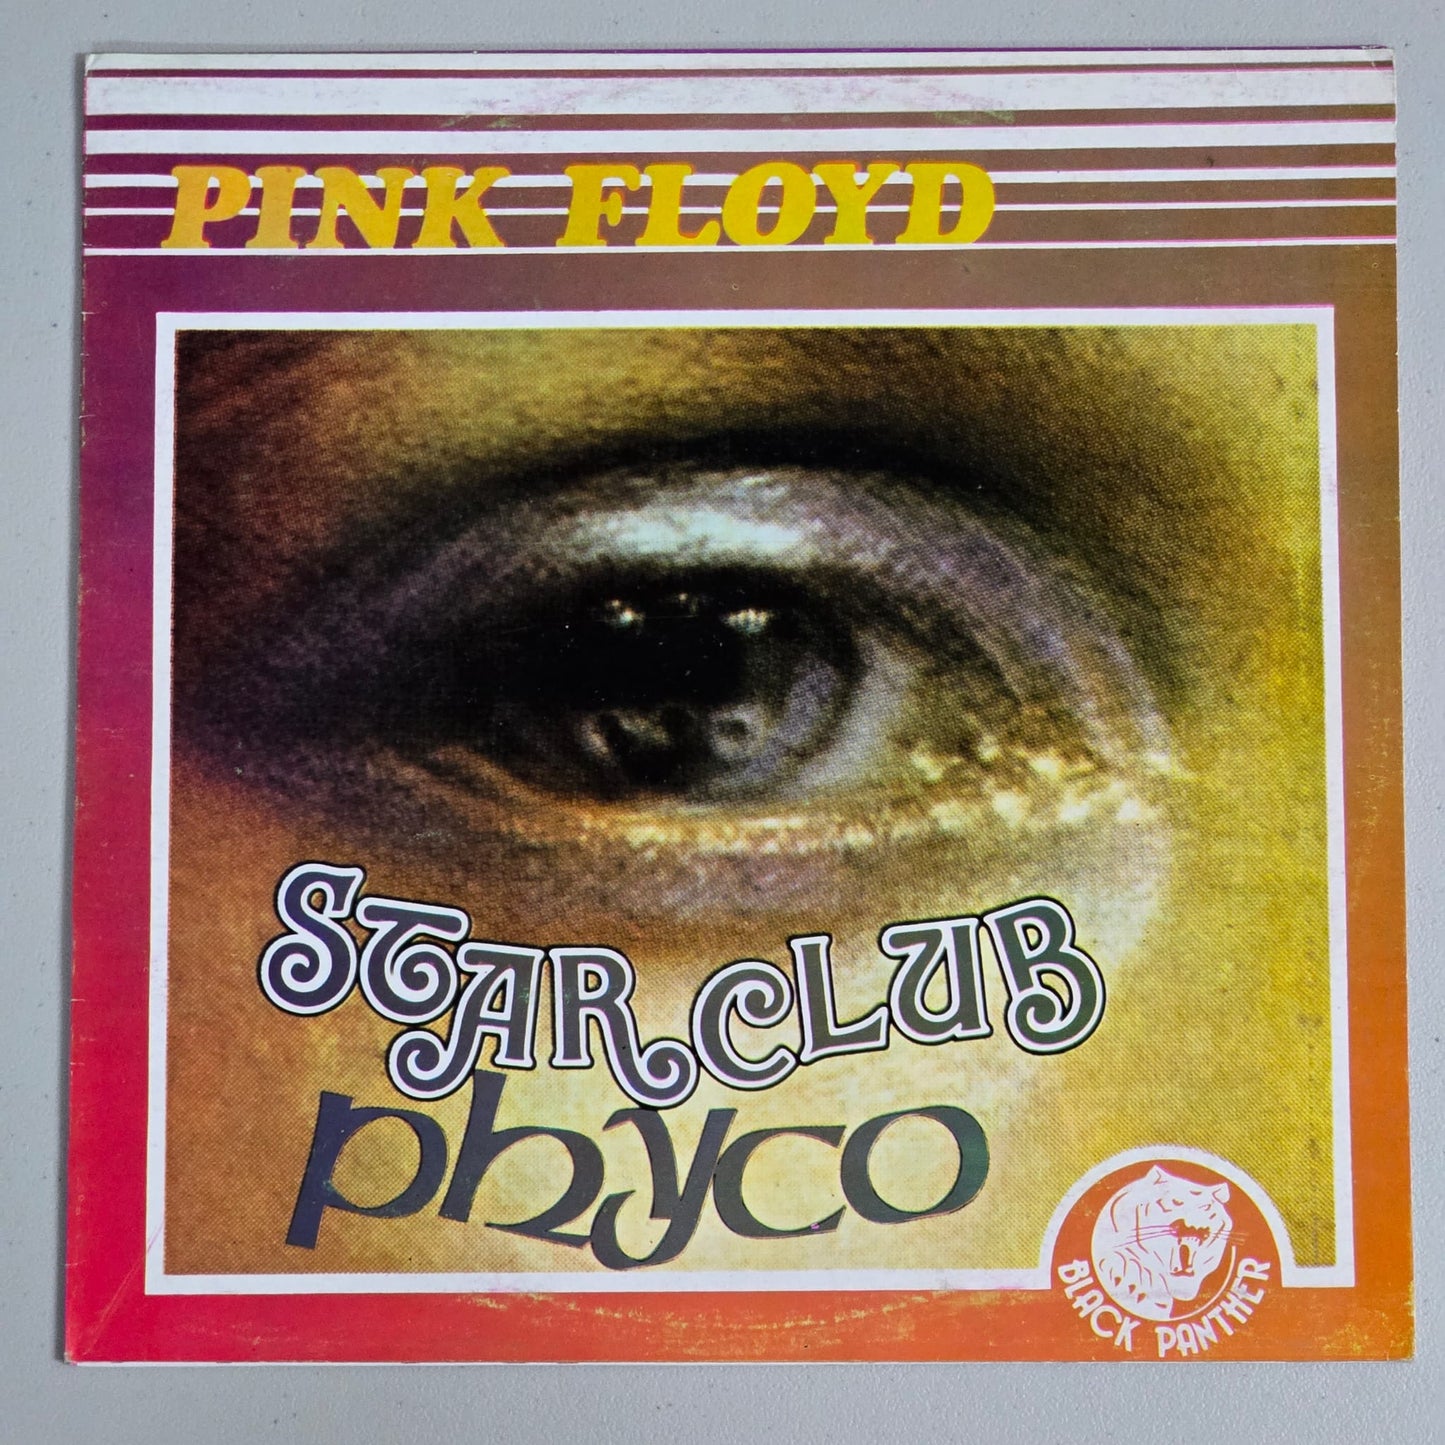 PINK FLOYD
STAR CLUB
phyco
BLACK PANTHER